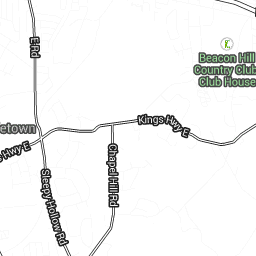 E Rd
Beacon Hill
Country Club
Club House
Kings Hwy E
etown
s Hwy E
Chapel Hill Rd
Sleepy Hollow Rd